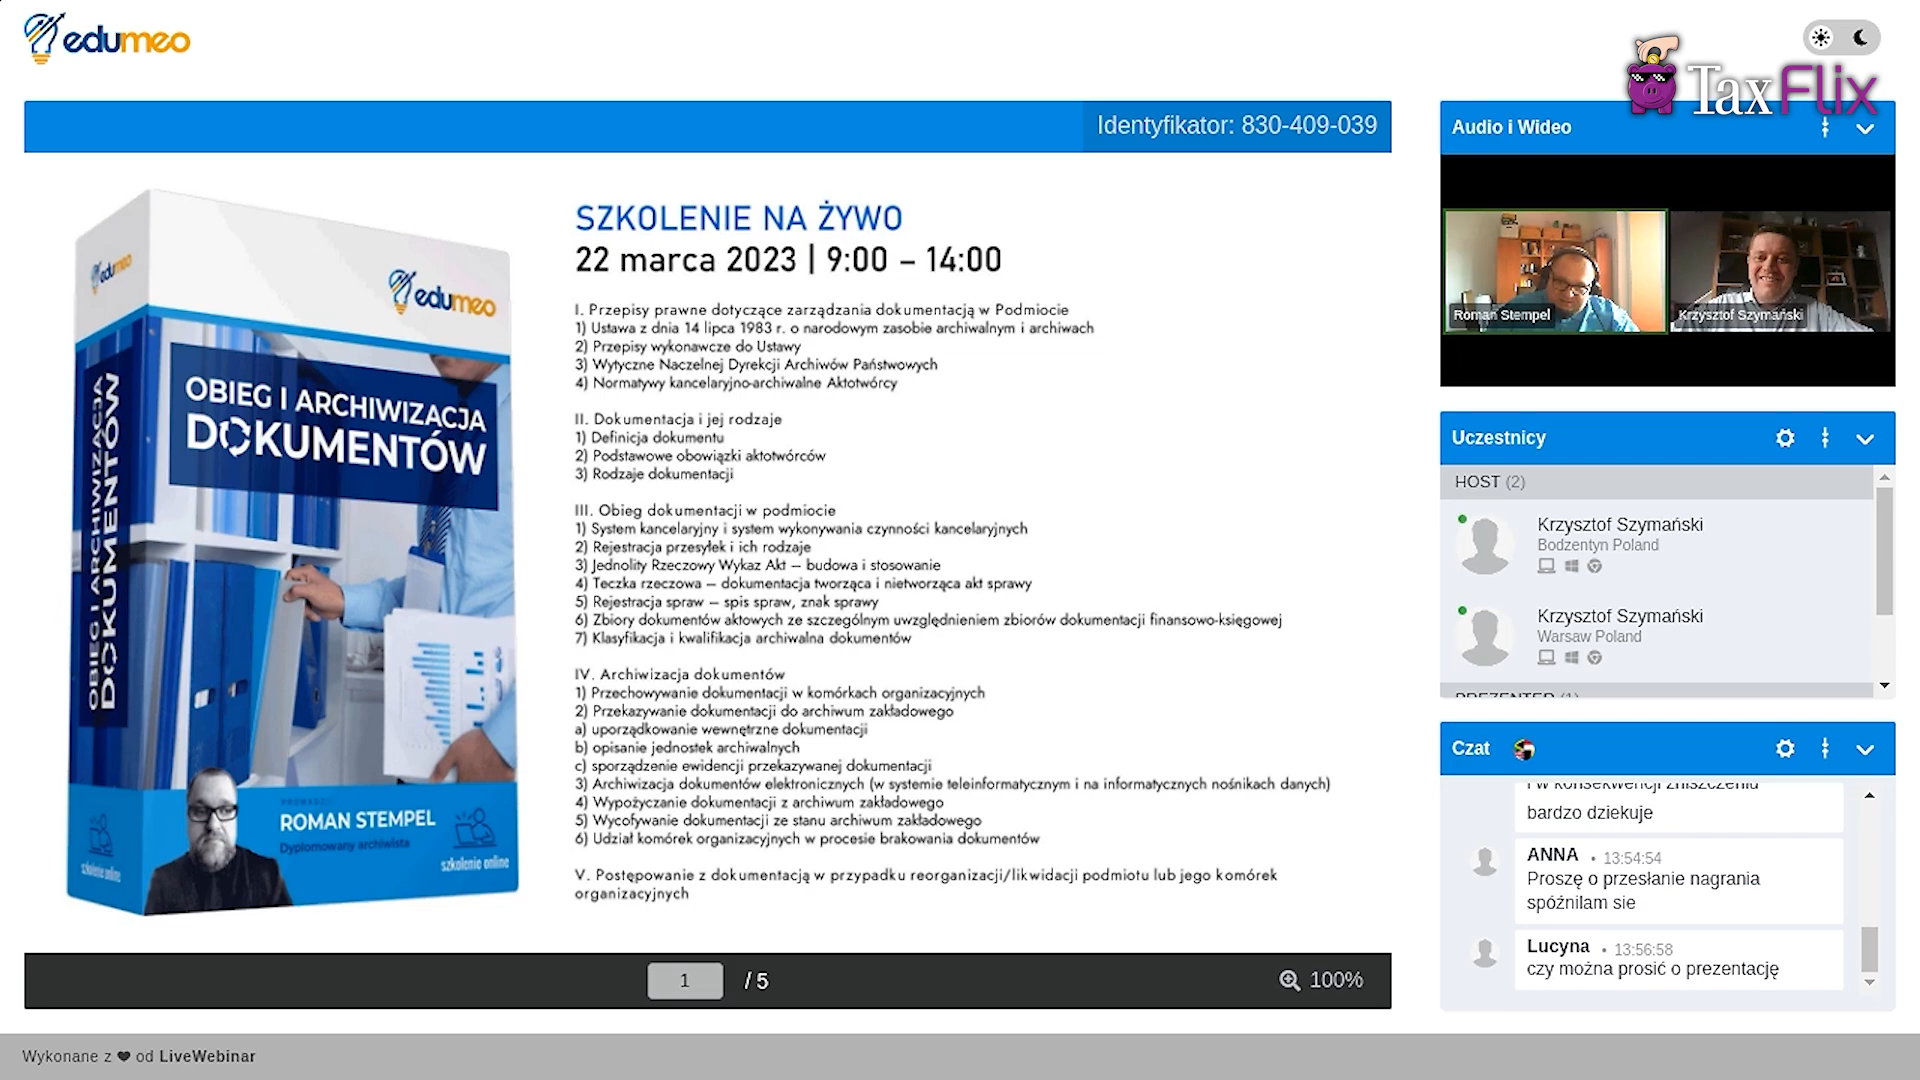 edumeo
TaxFlix
Identyfikator: 830-409-039
edumeo
edumeo
OBIEG I ARCHIWIZACJA
DOKUMENTÓW
OBIEG I ARCHIWIZACJA
DOKUMENTÓW
ROMAN STEMPEL
Dyplomowany archiwista
szkolenie online
szkolenie online
SZKOLENIE NA ŻYWO
22 marca 2023 | 9:00 – 14:00
I. Przepisy prawne dotyczące zarządzania dokumentacją w Podmiocie
1) Ustawa z dnia 14 lipca 1983 r. o narodowym zasobie archiwalnym i archiwach
2) Przepisy wykonawcze do Ustawy
3) Wytyczne Naczelnej Dyrekcji Archiwów Państwowych
4) Normatywy kancelaryjno-archiwalne Aktotwórcy
II. Dokumentacja i jej rodzaje
1) Definicja dokumentu
2) Podstawowe obowiązki aktotwórców
3) Rodzaje dokumentacji
III. Obieg dokumentacji w podmiocie
1) System kancelaryjny i system wykonywania czynności kancelaryjnych
2) Rejestracja przesyłek i ich rodzaje
3) Jednolity Rzeczowy Wykaz Akt – budowa i stosowanie
4) Teczka rzeczowa – dokumentacja tworząca i nietworząca akt sprawy
5) Rejestracja spraw – spis spraw, znak sprawy
6) Zbiory dokumentów aktowych ze szczególnym uwzględnieniem zbiorów dokumentacji finansowo-księgowej
7) Klasyfikacja i kwalifikacja archiwalna dokumentów
IV. Archiwizacja dokumentów
1) Przechowywanie dokumentacji w komórkach organizacyjnych
2) Przekazywanie dokumentacji do archiwum zakładowego
a) uporządkowanie wewnętrzne dokumentacji
b) opisanie jednostek archiwalnych
c) sporządzenie ewidencji przekazywanej dokumentacji
3) Archiwizacja dokumentów elektronicznych (w systemie teleinformatycznym i na informatycznych nośnikach danych)
4) Wypożyczanie dokumentacji z archiwum zakładowego
5) Wycofywanie dokumentacji ze stanu archiwum zakładowego
6) Udział komórek organizacyjnych w procesie brakowania dokumentów
V. Postępowanie z dokumentacją w przypadku reorganizacji/likwidacji podmiotu lub jego komórek
organizacyjnych
1 / 5
100%
Audio i Wideo
Roman Stempel
Krzysztof Szymański
Uczestnicy
HOST (2)
Krzysztof Szymański
Bodzentyn Poland
Krzysztof Szymański
Warsaw Poland
PREZENTER (1)
Czat
i w konsekwencji zniszczeniu
bardzo dziekuje
ANNA • 13:54:54
Proszę o przesłanie nagrania
spóźnilam sie
Lucyna • 13:56:58
czy można prosić o prezentację
Wykonane z ❤ od LiveWebinar